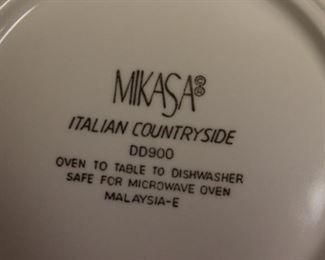 MIKASA®
ITALIAN COUNTRYSIDE
DD900
OVEN TO TABLE TO DISHWASHER
SAFE FOR MICROWAVE OVEN
MALAYSIA-E